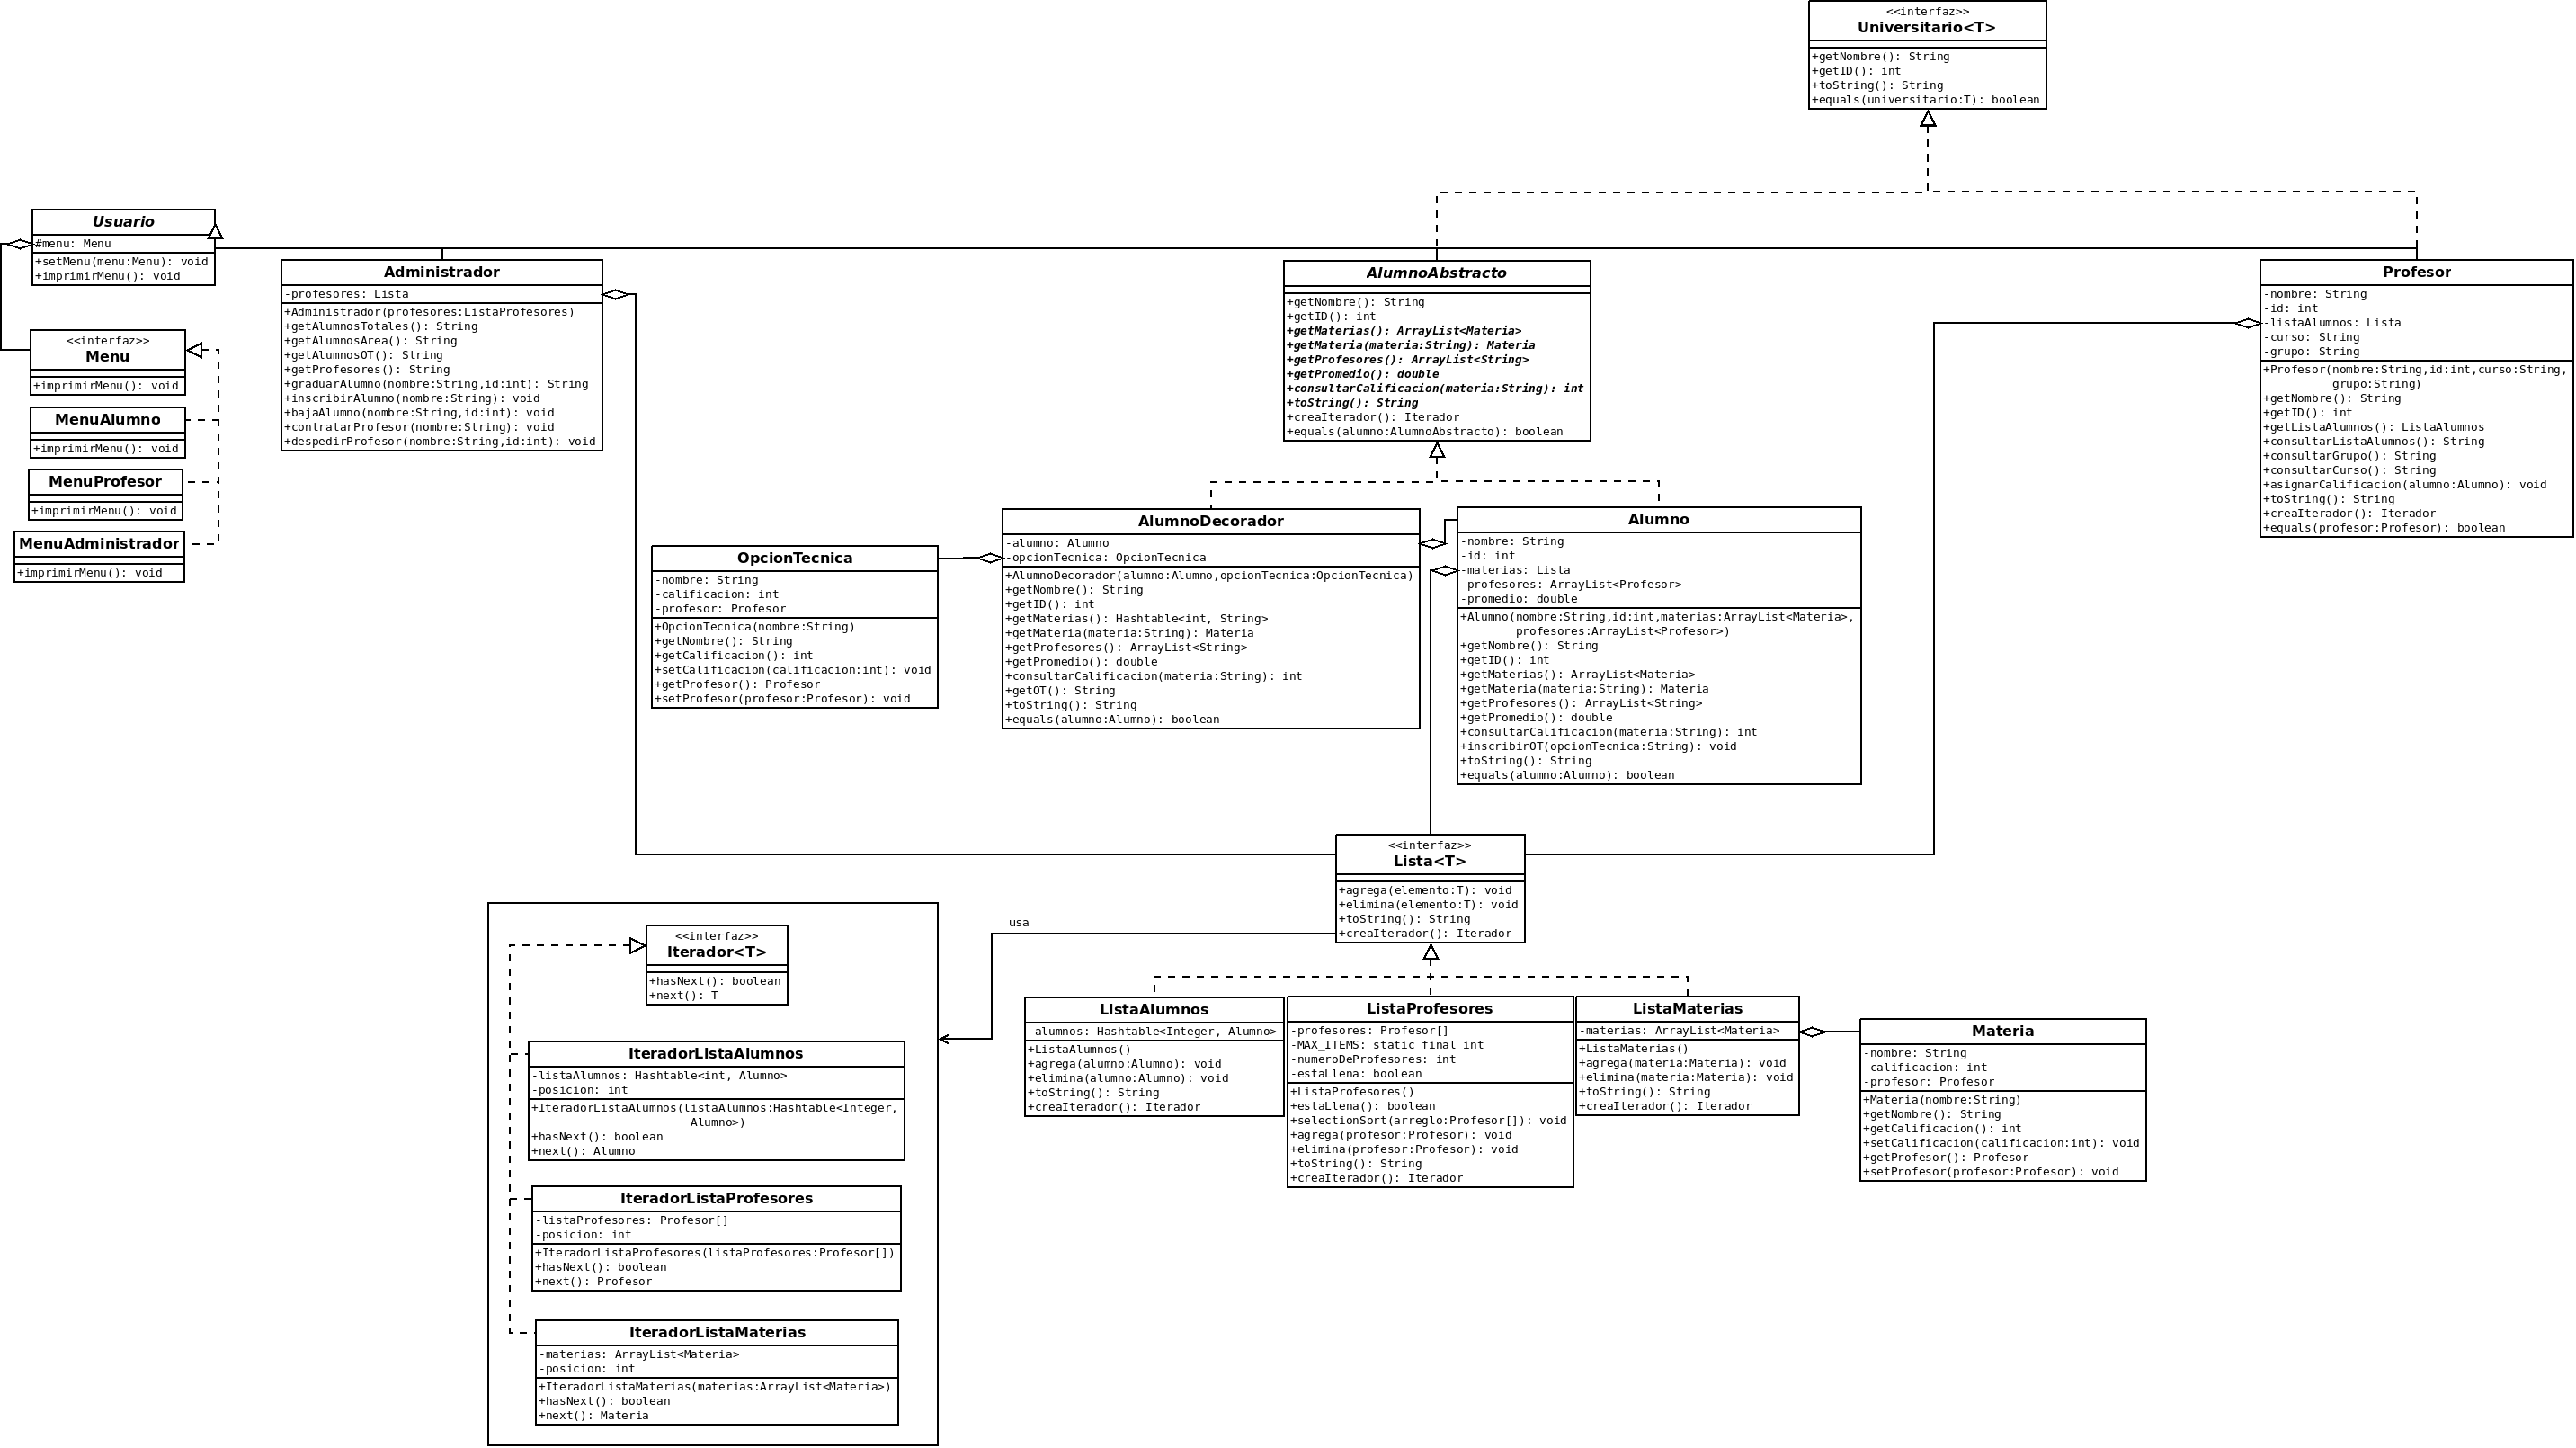 <<interfaz>>
Universitario<T>
+getNombre(): String
+getID(): int
+toString(): String
+equals(universitario:T): boolean
Usuario
#menu: Menu
+setMenu(menu:Menu): void
+imprimirMenu(): void
<<interfaz>>
Menu
+imprimirMenu(): void
MenuAlumno
+imprimirMenu(): void
MenuProfesor
+imprimirMenu(): void
MenuAdministrador
+imprimirMenu(): void
Administrador
-profesores: Lista
+Administrador(profesores:ListaProfesores)
+getAlumnosTotales(): String
+getAlumnosArea(): String
+getAlumnosOT(): String
+getProfesores(): String
+graduarAlumno(nombre:String,id:int): String
+inscribirAlumno(nombre:String): void
+bajaAlumno(nombre:String,id:int): void
+contratarProfesor(nombre:String): void
+despedirProfesor(nombre:String,id:int): void
AlumnoAbstracto
+getNombre(): String
+getID(): int
+getMaterias(): ArrayList<Materia>
+getMateria(materia:String): Materia
+getProfesores(): ArrayList<String>
+getPromedio(): double
+consultarCalificacion(materia:String): int
+toString(): String
+creaIterador(): Iterador
+equals(alumno:AlumnoAbstracto): boolean
Profesor
-nombre: String
-id: int
-listaAlumnos: Lista
-curso: String
-grupo: String
+Profesor(nombre:String,id:int,curso:String,
grupo:String)
+getNombre(): String
+getID(): int
+getListaAlumnos(): ListaAlumnos
+consultarListaAlumnos(): String
+consultarGrupo(): String
+consultarCurso(): String
+asignarCalificacion(alumno:Alumno): void
+toString(): String
+creaIterador(): Iterador
+equals(profesor:Profesor): boolean
OpcionTecnica
-nombre: String
-calificacion: int
-profesor: Profesor
+OpcionTecnica(nombre:String)
+getNombre(): String
+getCalificacion(): int
+setCalificacion(calificacion:int): void
+getProfesor(): Profesor
+setProfesor(profesor:Profesor): void
AlumnoDecorador
-alumno: Alumno
-opcionTecnica: OpcionTecnica
+AlumnoDecorador(alumno:Alumno,opcionTecnica:OpcionTecnica)
+getNombre(): String
+getID(): int
+getMaterias(): Hashtable<int, String>
+getMateria(materia:String): Materia
+getProfesores(): ArrayList<String>
+getPromedio(): double
+consultarCalificacion(materia:String): int
+getOT(): String
+toString(): String
+equals(alumno:Alumno): boolean
Alumno
-nombre: String
-id: int
-materias: Lista
-profesores: ArrayList<Profesor>
-promedio: double
+Alumno(nombre:String,id:int,materias:ArrayList<Materia>,
profesores:ArrayList<Profesor>)
+getNombre(): String
+getID(): int
+getMaterias(): ArrayList<Materia>
+getMateria(materia:String): Materia
+getProfesores(): ArrayList<String>
+getPromedio(): double
+consultarCalificacion(materia:String): int
+inscribirOT(opcionTecnica:String): void
+toString(): String
+equals(alumno:Alumno): boolean
<<interfaz>>
Lista<T>
+agrega(elemento:T): void
+elimina(elemento:T): void
+toString(): String
+creaIterador(): Iterador
usa
<<interfaz>>
Iterador<T>
+hasNext(): boolean
+next(): T
IteradorListaAlumnos
-listaAlumnos: Hashtable<int, Alumno>
-posicion: int
+IteradorListaAlumnos(listaAlumnos:Hashtable<Integer,
Alumno>)
+hasNext(): boolean
+next(): Alumno
IteradorListaProfesores
-listaProfesores: Profesor[]
-posicion: int
+IteradorListaProfesores(listaProfesores:Profesor[])
+hasNext(): boolean
+next(): Profesor
IteradorListaMaterias
-materias: ArrayList<Materia>
-posicion: int
+IteradorListaMaterias(materias:ArrayList<Materia>)
+hasNext(): boolean
+next(): Materia
ListaAlumnos
-alumnos: Hashtable<Integer, Alumno>
+ListaAlumnos()
+agrega(alumno:Alumno): void
+elimina(alumno:Alumno): void
+toString(): String
+creaIterador(): Iterador
ListaProfesores
-profesores: Profesor[]
-MAX_ITEMS: static final int
-numeroDeProfesores: int
-estaLlena: boolean
+ListaProfesores()
+estaLlena(): boolean
+selectionSort(arreglo:Profesor[]): void
+agrega(profesor:Profesor): void
+elimina(profesor:Profesor): void
+toString(): String
+creaIterador(): Iterador
ListaMaterias
-materias: ArrayList<Materia>
+ListaMaterias()
+agrega(materia:Materia): void
+elimina(materia:Materia): void
+toString(): String
+creaIterador(): Iterador
Materia
-nombre: String
-calificacion: int
-profesor: Profesor
+Materia(nombre:String)
+getNombre(): String
+getCalificacion(): int
+setCalificacion(calificacion:int): void
+getProfesor(): Profesor
+setProfesor(profesor:Profesor): void